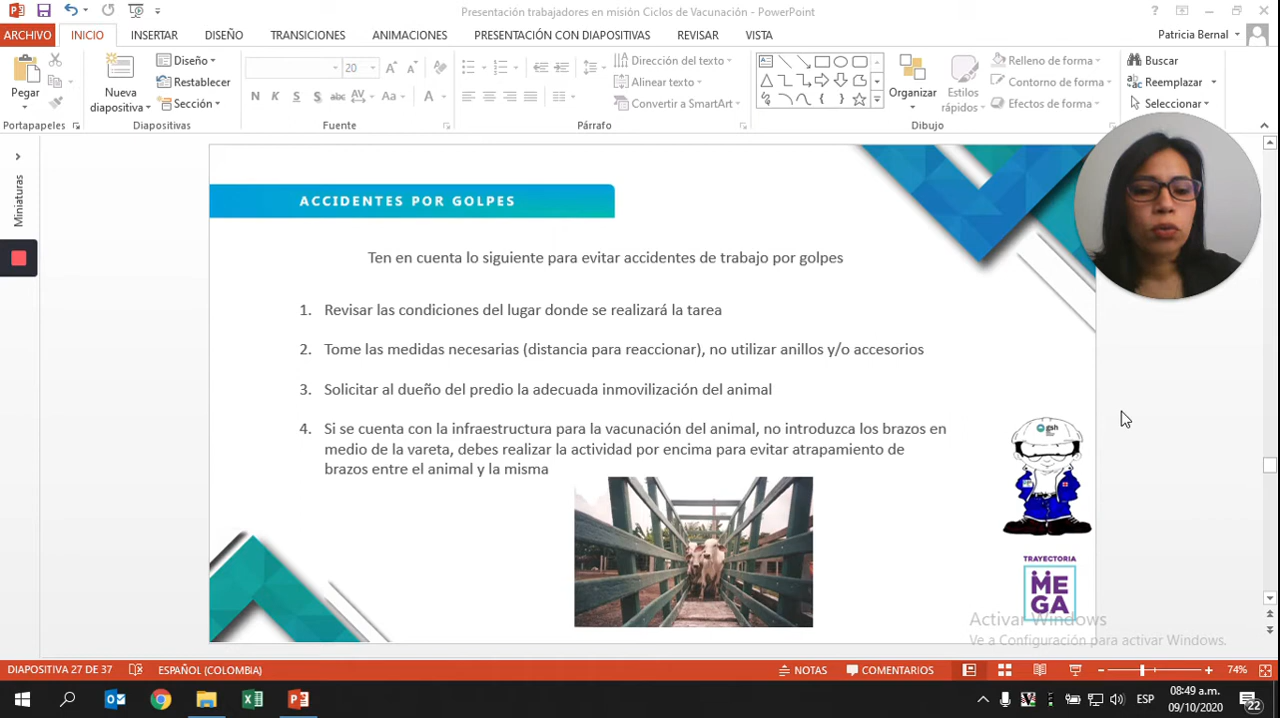 Presentación trabajadores en misión Ciclos de Vacunación - PowerPoint
ARCHIVO INICIO INSERTAR DISEÑO TRANSICIONES ANIMACIONES PRESENTACIÓN CON DIAPOSITIVAS REVISAR VISTA Patricia Bernal
Pegar
Nueva diapositiva
Diseño
Restablecer
Sección
20
N K S S abc AV Aa A
Dirección del texto
Alinear texto
Convertir a SmartArt
Organizar
Estilos rápidos
Relleno de forma
Contorno de forma
Efectos de forma
Buscar
Reemplazar
Seleccionar
Portapapeles Diapositivas Fuente Párrafo Dibujo
Miniaturas
ACCIDENTES POR GOLPES
Ten en cuenta lo siguiente para evitar accidentes de trabajo por golpes
1. Revisar las condiciones del lugar donde se realizará la tarea
2. Tome las medidas necesarias (distancia para reaccionar), no utilizar anillos y/o accesorios
3. Solicitar al dueño del predio la adecuada inmovilización del animal
4. Si se cuenta con la infraestructura para la vacunación del animal, no introduzca los brazos en
medio de la vareta, debes realizar la actividad por encima para evitar atrapamiento de
brazos entre el animal y la misma
gsh
TRAYECTORIA
MEGA
Activar Windows
Ve a Configuración para activar Windows.
DIAPOSITIVA 27 DE 37 ESPAÑOL (COLOMBIA) NOTAS COMENTARIOS 74%
ESP 08:49 a.m.
09/10/2020
22